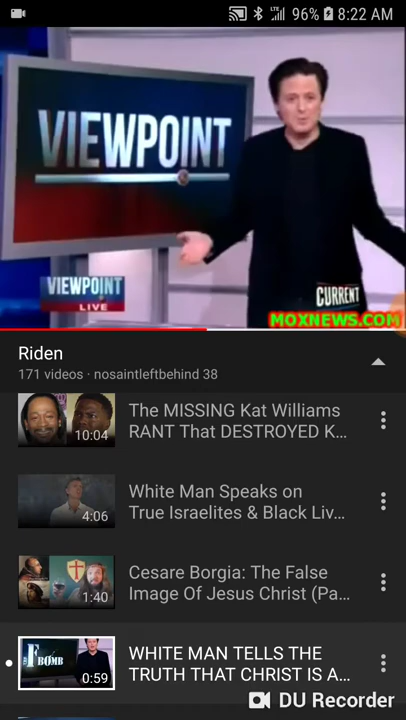 LTE 96% 8:22 AM
VIEWPOINT
VIEWPOINT
LIVE
CURRENT
MOXNEWS.COM
Riden
171 videos · nosaintleftbehind 38
The MISSING Kat Williams
RANT That DESTROYED K...
10:04
White Man Speaks on
True Israelites & Black Liv...
4:06
Cesare Borgia: The False
Image Of Jesus Christ (Pa...
1:40
F BOMB
WHITE MAN TELLS THE
TRUTH THAT CHRIST IS A...
0:59
DU Recorder